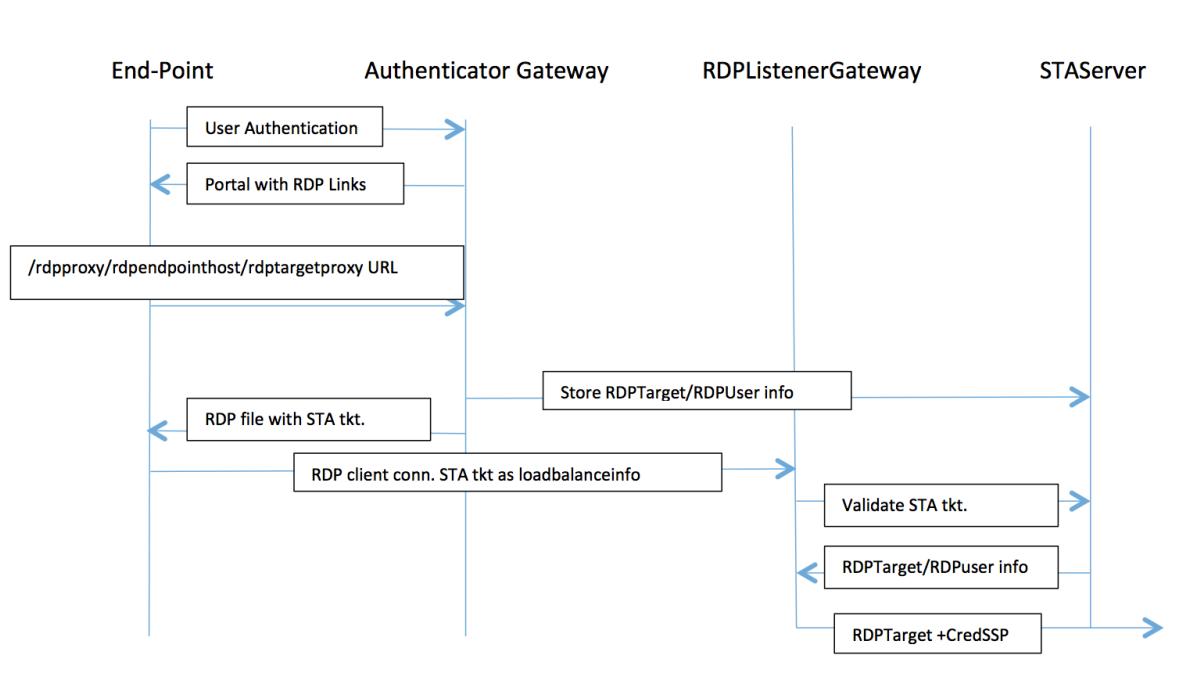 End-Point
Authenticator Gateway
RDPListenerGateway
STAServer
User Authentication
Portal with RDP Links
/rdpproxy/rdpendpointhost/rdptargetproxy URL
Store RDPTarget/RDPUser info
RDP file with STA tkt.
RDP client conn. STA tkt as loadbalanceinfo
Validate STA tkt.
RDPTarget/RDPuser info
RDPTarget +CredSSP